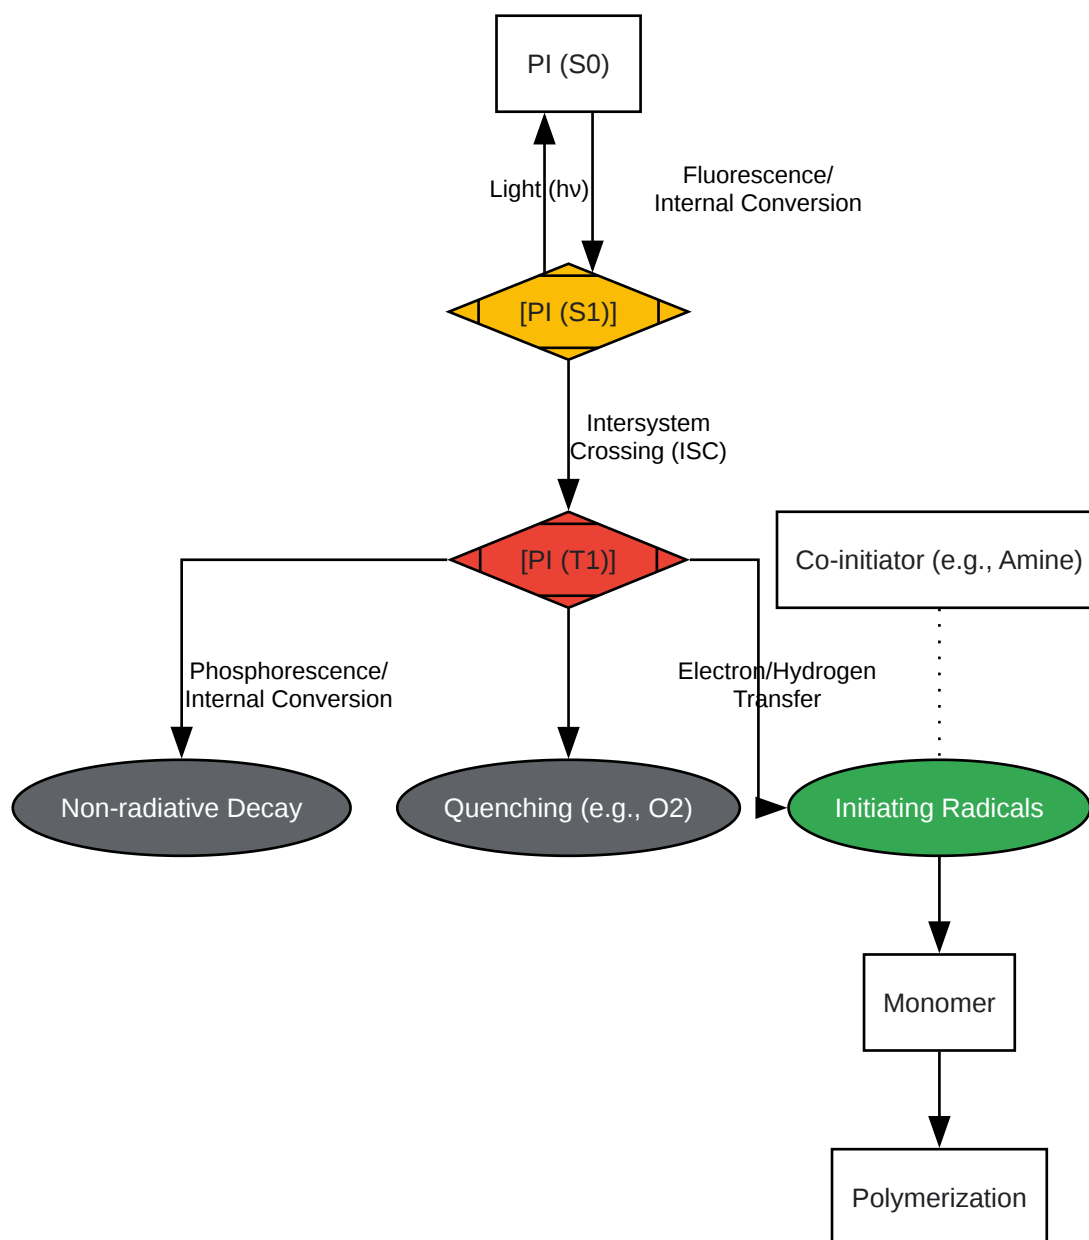 PI (S0)
Light (hν)
Fluorescence/
Internal Conversion
[PI (S1)]
Intersystem
Crossing (ISC)
[PI (T1)]
Co-initiator (e.g., Amine)
Phosphorescence/
Internal Conversion
Electron/Hydrogen
Transfer
Non-radiative Decay
Quenching (e.g., O2)
Initiating Radicals
Monomer
Polymerization